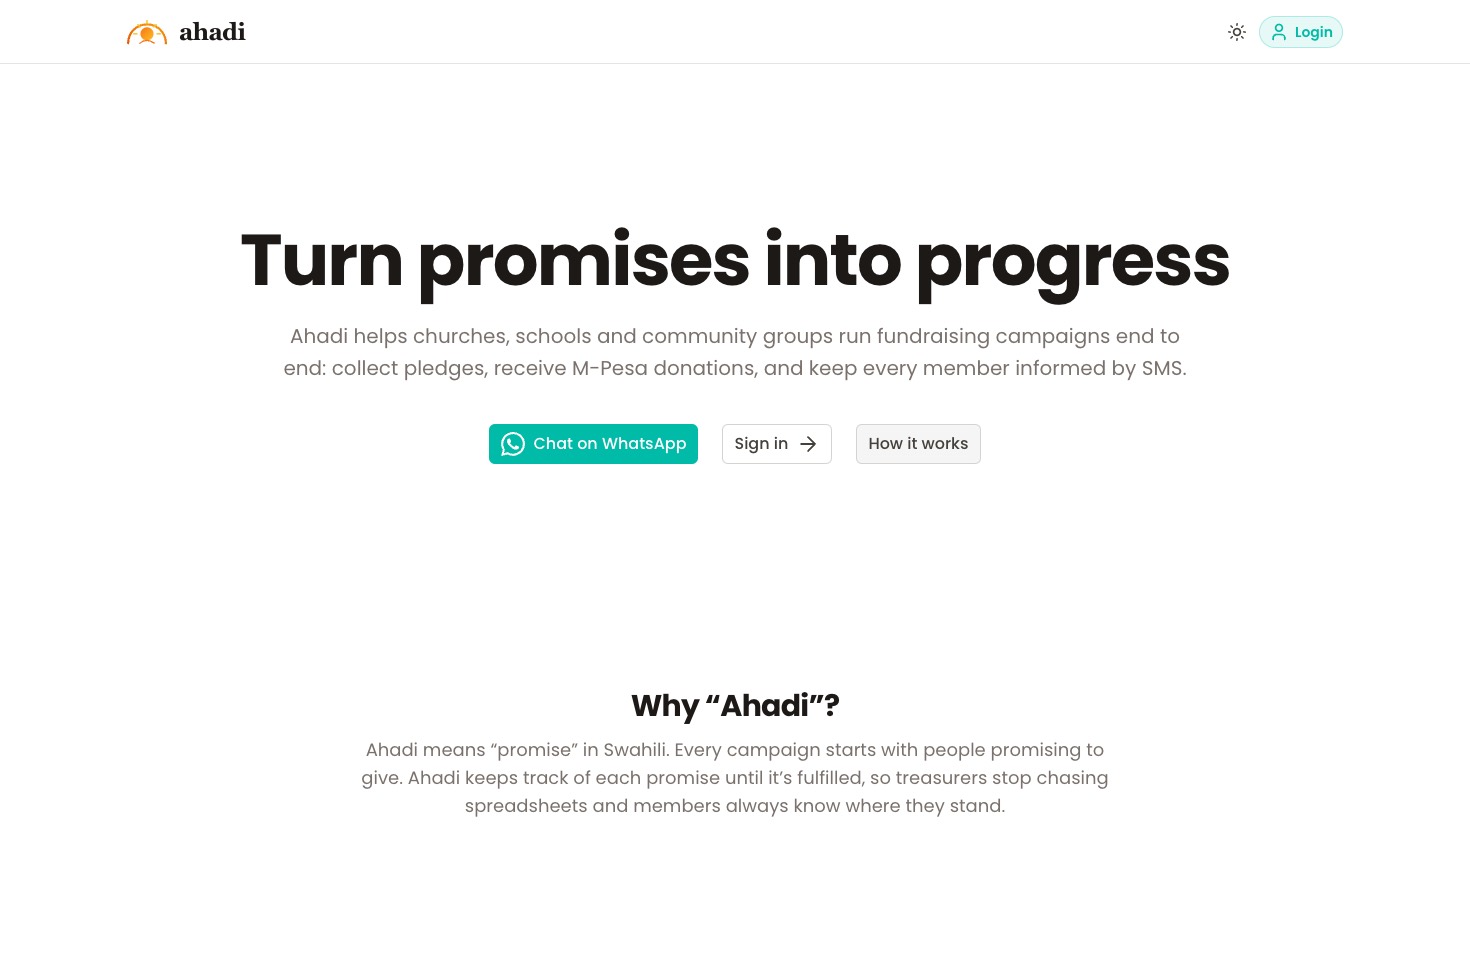 ahadi
Login
Turn promises into progress
Ahadi helps churches, schools and community groups run fundraising campaigns end to
end: collect pledges, receive M-Pesa donations, and keep every member informed by SMS.
Chat on WhatsApp
Sign in
How it works
Why “Ahadi”?
Ahadi means “promise” in Swahili. Every campaign starts with people promising to
give. Ahadi keeps track of each promise until it’s fulfilled, so treasurers stop chasing
spreadsheets and members always know where they stand.